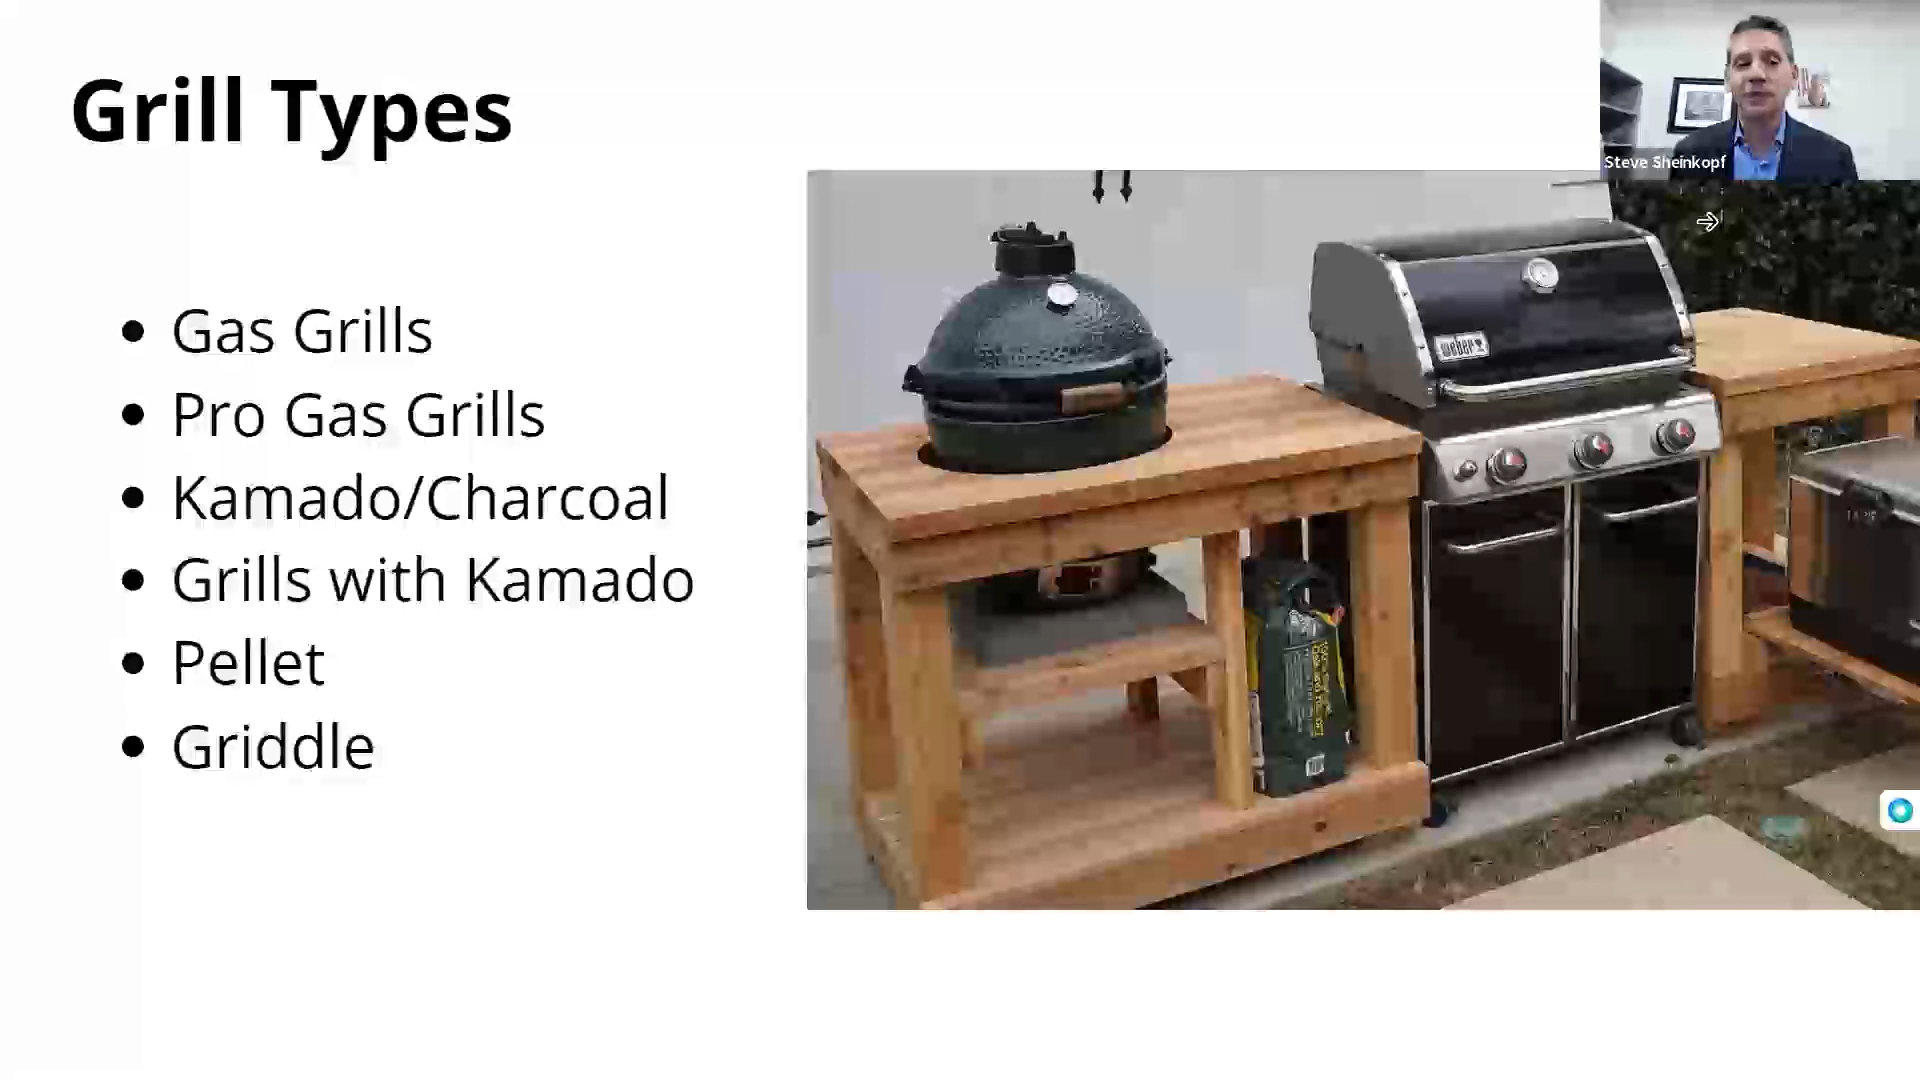 Grill Types
Steve Sheinkopf
• Gas Grills
• Pro Gas Grills
• Kamado/Charcoal
• Grills with Kamado
• Pellet
• Griddle
weber